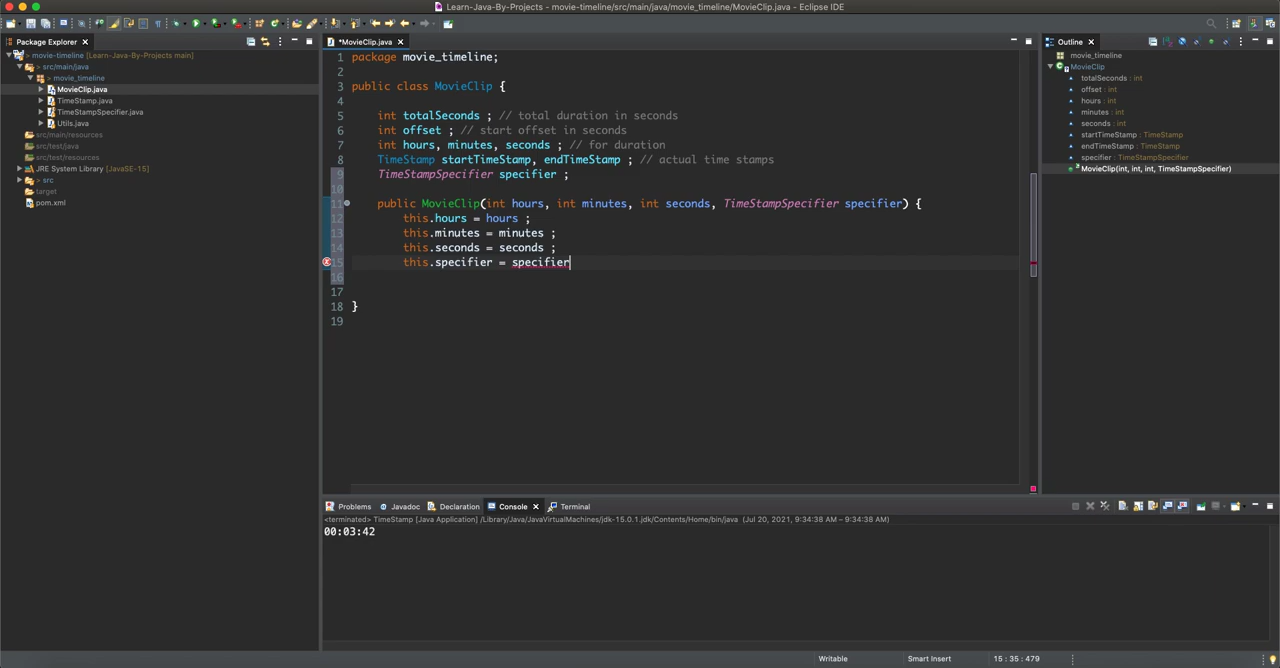 Learn-Java-By-Projects - movie-timeline/src/main/java/movie_timeline/MovieClip.java - Eclipse IDE
Package Explorer
> movie-timeline [Learn-Java-By-Projects main]
> src/main/java
> movie_timeline
MovieClip.java
TimeStamp.java
TimeStampSpecifier.java
Utils.java
src/main/resources
src/test/java
src/test/resources
JRE System Library [JavaSE-15]
> src
target
pom.xml
*MovieClip.java
1 package movie_timeline;
2
3 public class MovieClip {
4
5 int totalSeconds ; // total duration in seconds
6 int offset ; // start offset in seconds
7 int hours, minutes, seconds ; // for duration
8 TimeStamp startTimeStamp, endTimeStamp ; // actual time stamps
9 TimeStampSpecifier specifier ;
10
11 public MovieClip(int hours, int minutes, int seconds, TimeStampSpecifier specifier) {
12 this.hours = hours ;
13 this.minutes = minutes ;
14 this.seconds = seconds ;
15 this.specifier = specifier
16
17
18 }
19
Outline
movie_timeline
MovieClip
totalSeconds : int
offset : int
hours : int
minutes : int
seconds : int
startTimeStamp : TimeStamp
endTimeStamp : TimeStamp
specifier : TimeStampSpecifier
MovieClip(int, int, int, TimeStampSpecifier)
Problems Javadoc Declaration Console Terminal
<terminated> TimeStamp [Java Application] /Library/Java/JavaVirtualMachines/jdk-15.0.1.jdk/Contents/Home/bin/java (Jul 20, 2021, 9:34:38 AM – 9:34:38 AM)
00:03:42
Writable Smart Insert 15 : 35 : 479